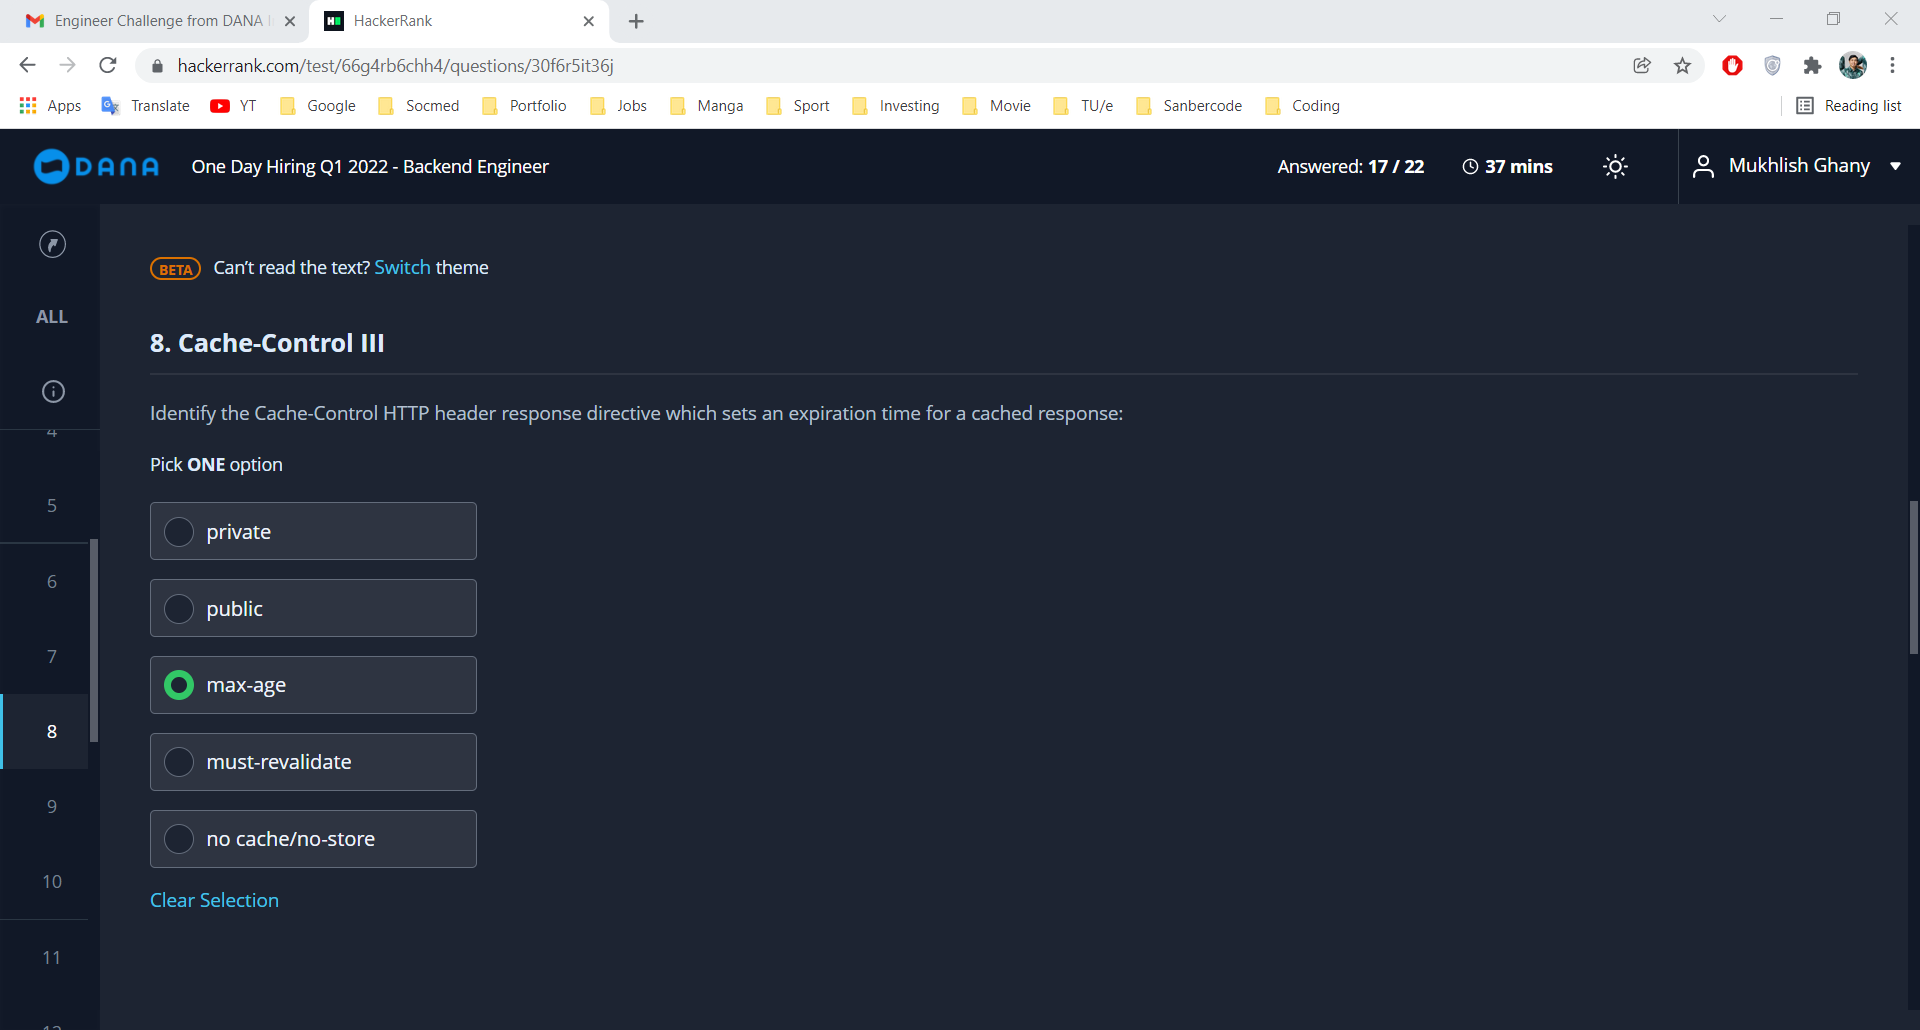 Engineer Challenge from DANA
HackerRank
hackerrank.com/test/66g4rb6chh4/questions/30f6r5it36j
Apps Translate YT Google Socmed Portfolio Jobs Manga Sport Investing Movie TU/e Sanbercode Coding Reading list
DANA One Day Hiring Q1 2022 - Backend Engineer Answered: 17 / 22 37 mins Mukhlish Ghany
BETA Can't read the text? Switch theme
ALL
8. Cache-Control III
Identify the Cache-Control HTTP header response directive which sets an expiration time for a cached response:
4
Pick ONE option
5
private
6
public
7
max-age
8
must-revalidate
9
no cache/no-store
10
Clear Selection
11